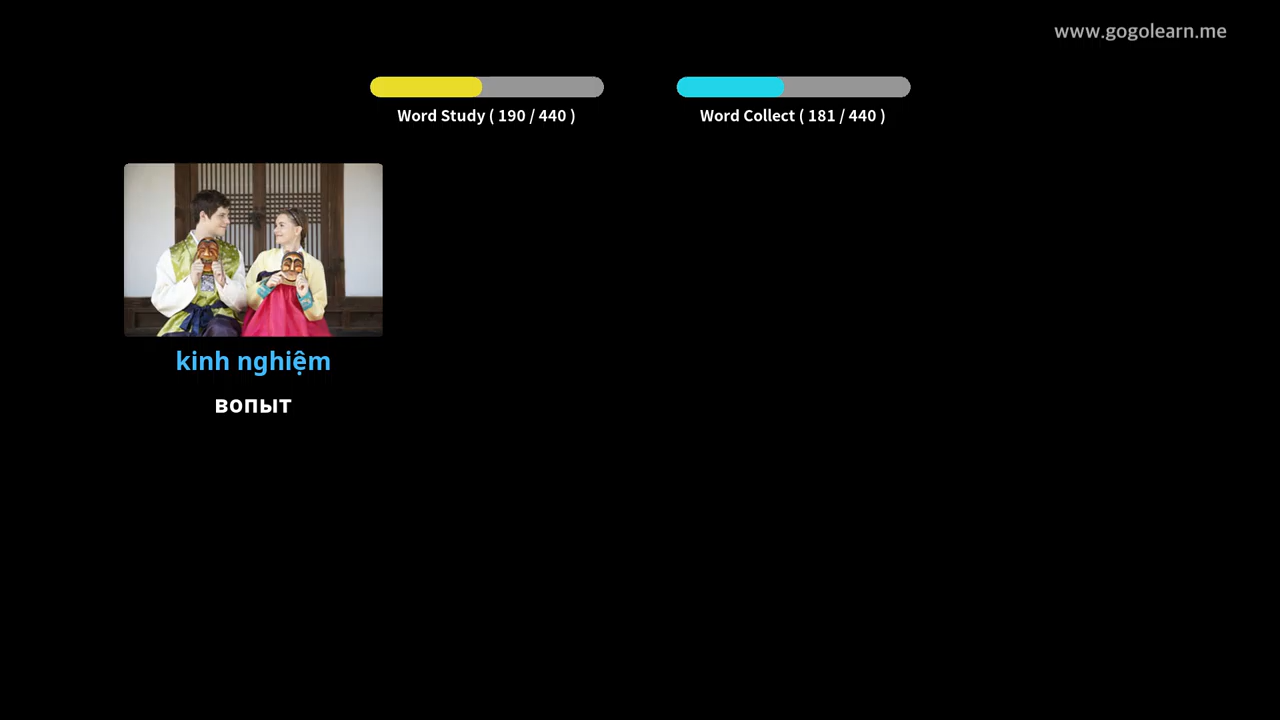 www.gogolearn.me
Word Study ( 190 / 440 )
Word Collect ( 181 / 440 )
kinh nghiệm
вопыт